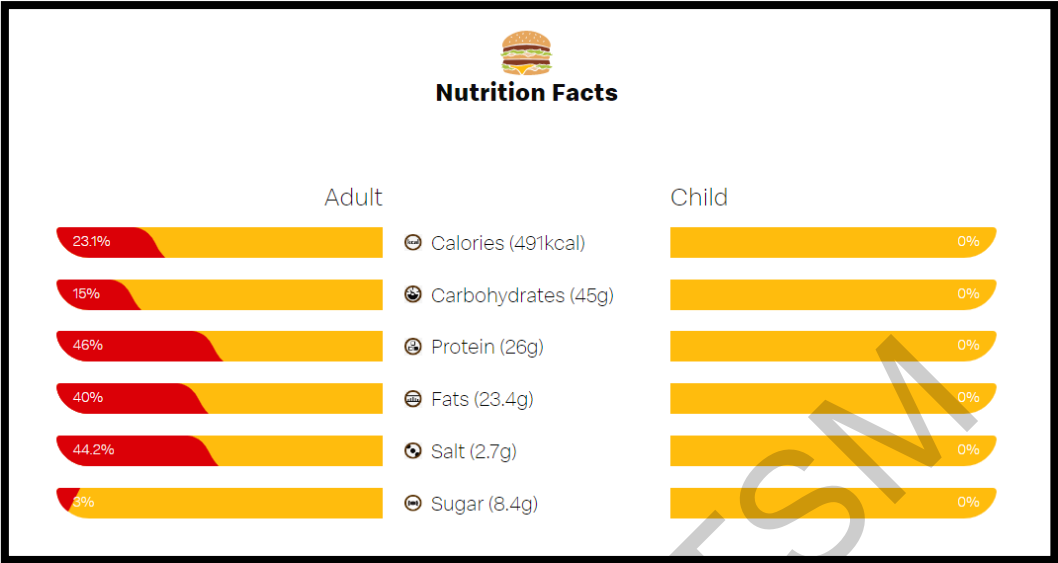 Nutrition Facts
Adult Child
23.1% Calories (491kcal) 0%
15% Carbohydrates (45g) 0%
46% Protein (26g) 0%
40% Fats (23.4g) 0%
44.2% Salt (2.7g) 0%
3% Sugar (8.4g) 0%
TSM